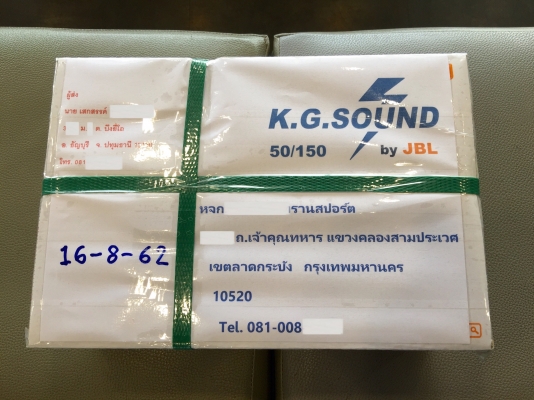 ผู้ส่ง
นาย เสกสรรค์
ม ต. บึงยี่โถ
อ. ธัญบุรี จ. ปทุมธานี
โทร. 081
K.G.SOUND
50/150 by JBL
หจก รานสปอร์ต
ถ.เจ้าคุณทหาร แขวงคลองสามประเวศ
เขตลาดกระบัง กรุงเทพมหานคร
10520
Tel. 081-008
16-8-62